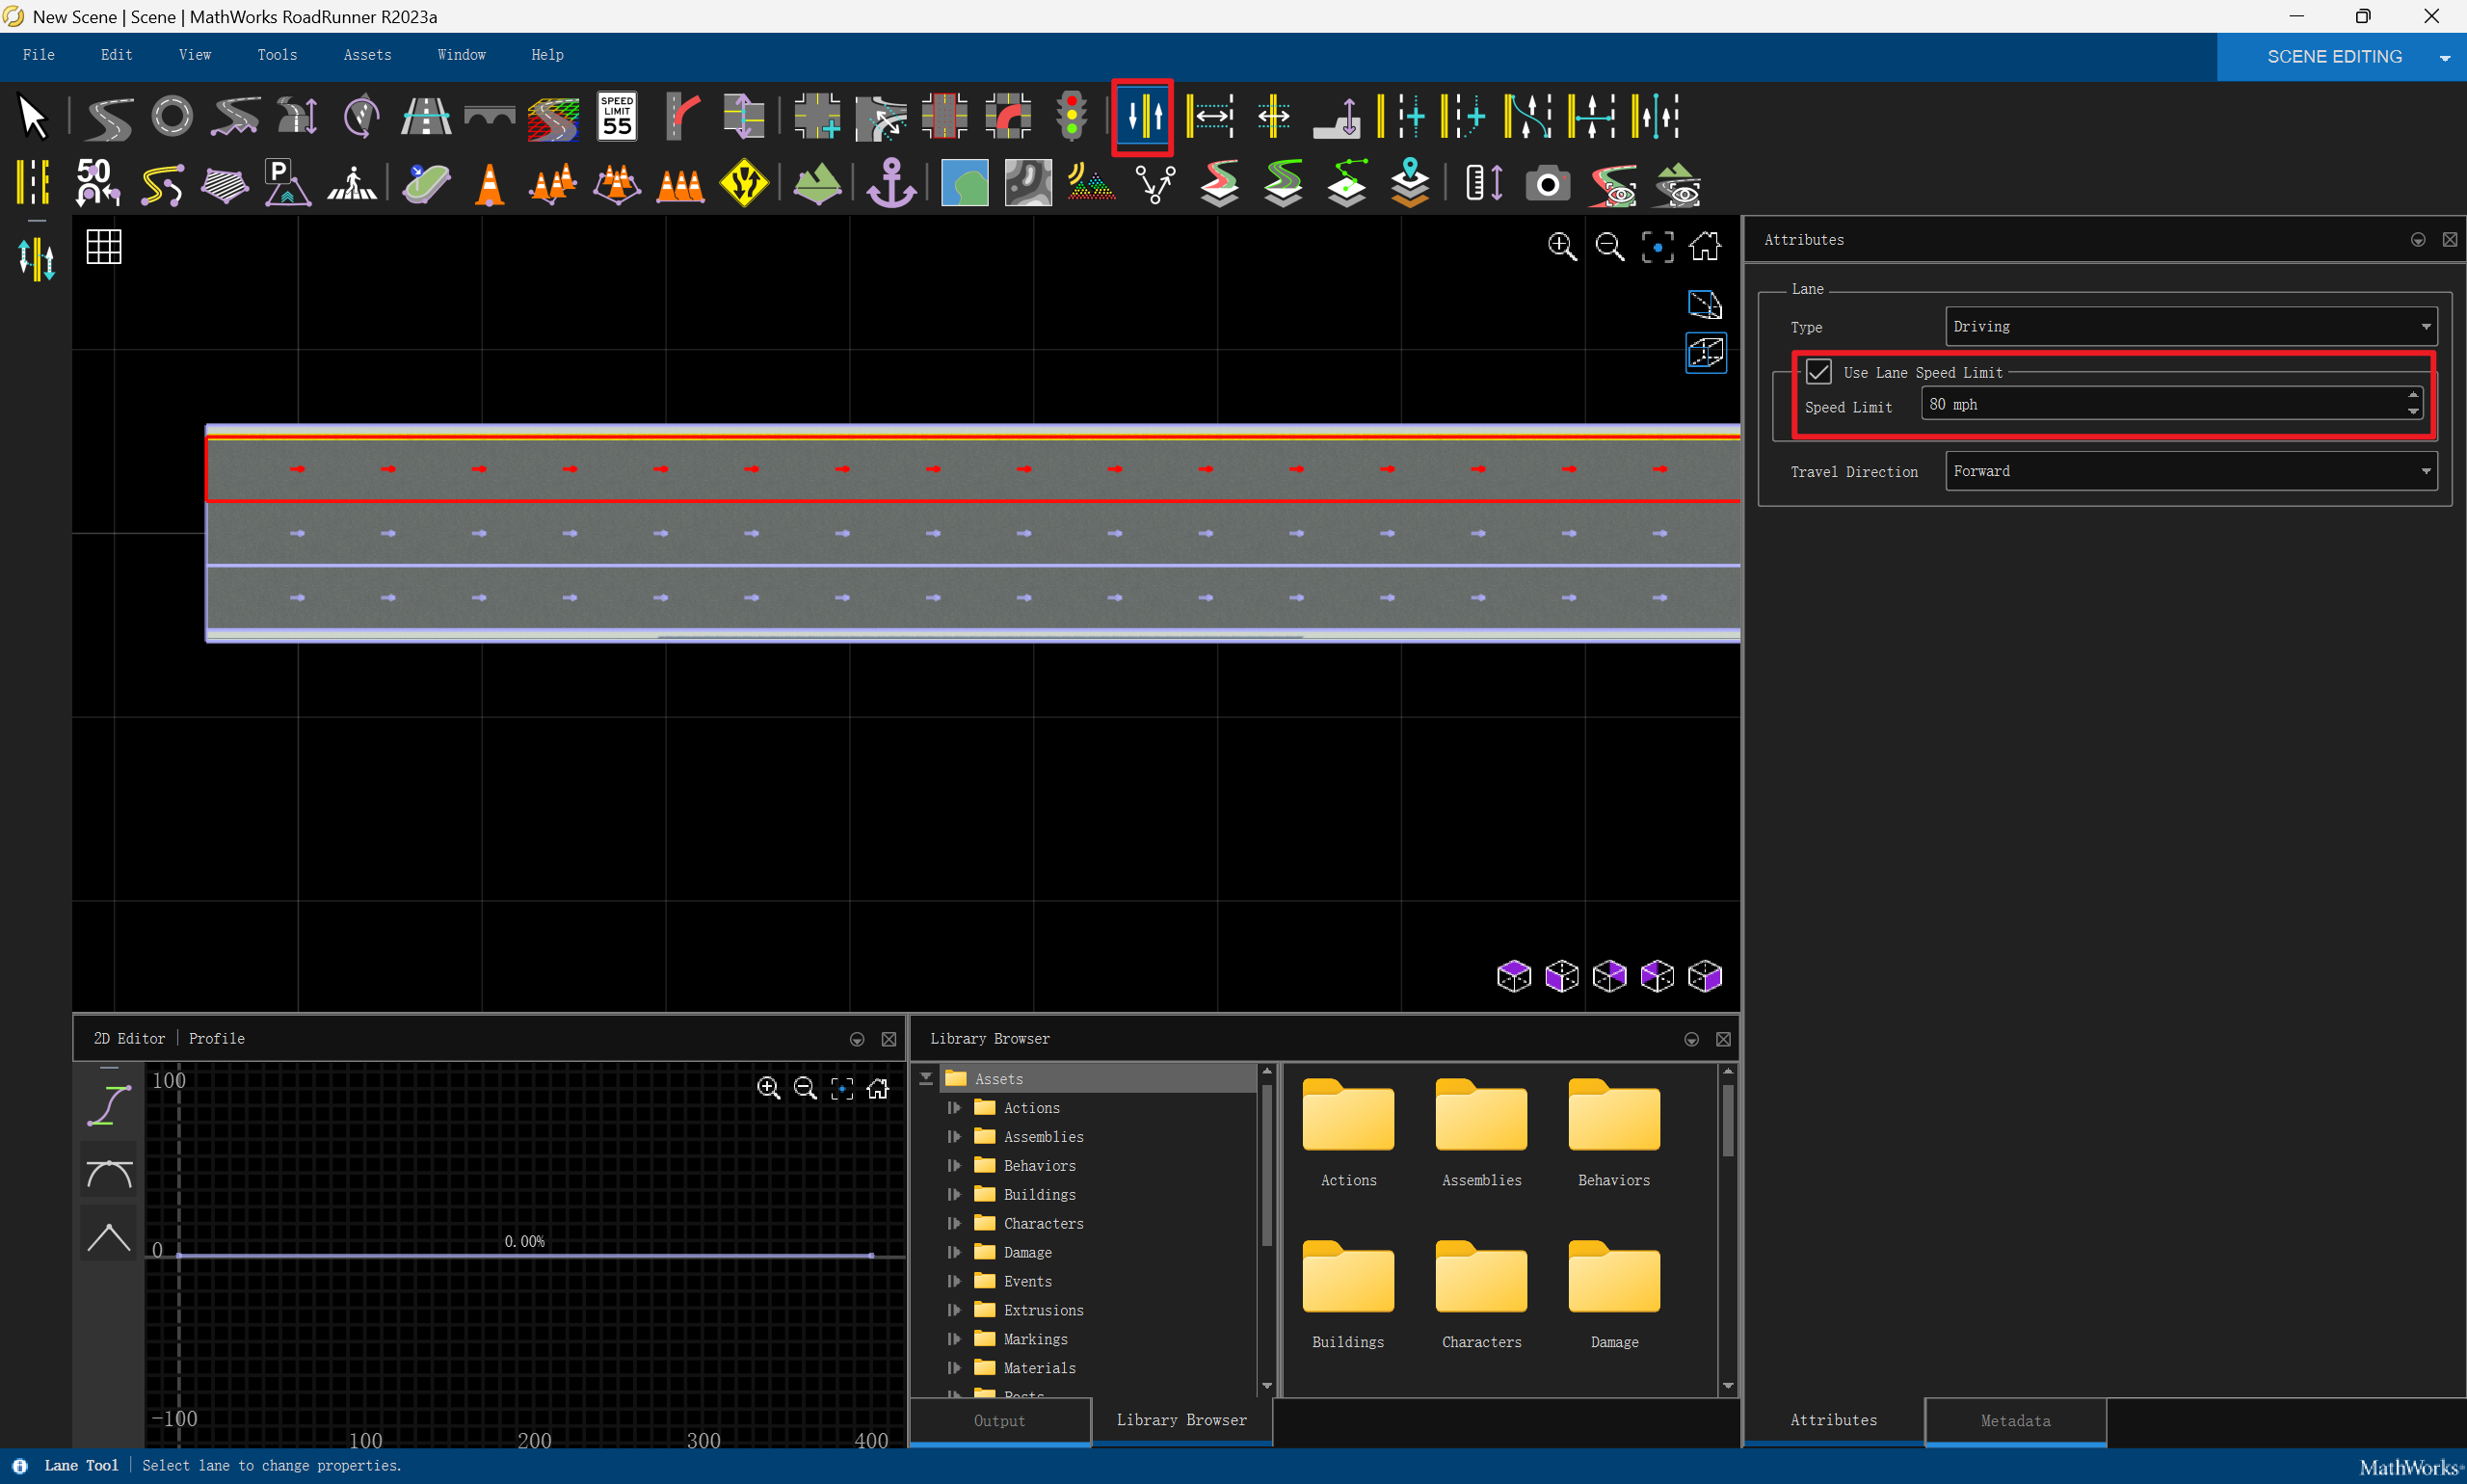 New Scene | Scene | MathWorks RoadRunner R2023a
File Edit View Tools Assets Window Help
SCENE EDITING
SPEED LIMIT 55
50
P
Attributes
Lane
Type Driving
Use Lane Speed Limit
Speed Limit 80 mph
Travel Direction Forward
2D Editor | Profile
100
0
-100
0.00%
100 200 300 400
Library Browser
Assets
Actions
Assemblies
Behaviors
Buildings
Characters
Damage
Events
Extrusions
Markings
Materials
Actions Assemblies Behaviors
Buildings Characters Damage
Output Library Browser
Attributes Metadata
Lane Tool | Select lane to change properties.
MathWorks